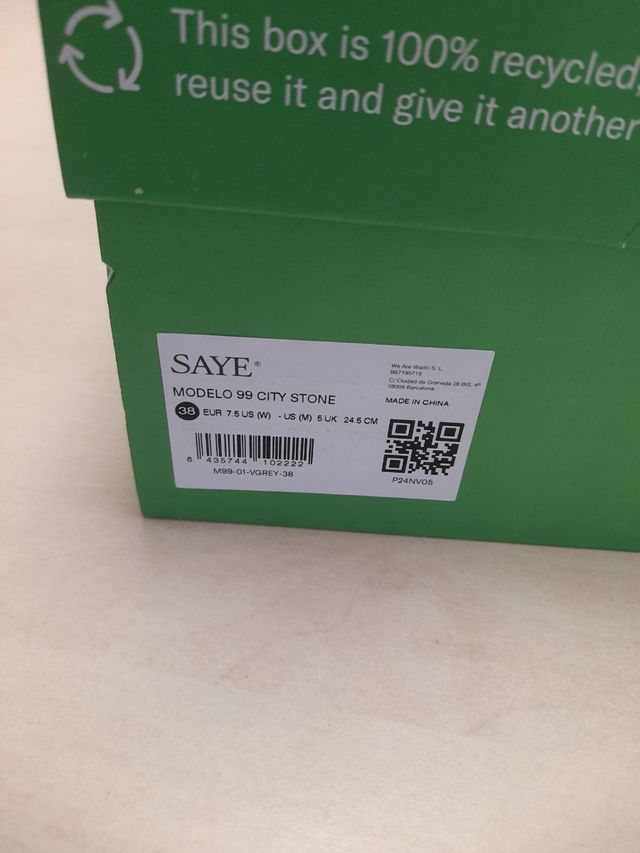 This box is 100% recycled,
reuse it and give it another
SAYE®
MODELO 99 CITY STONE
38 EUR 7.5 US (W) - US (M) 5 UK 24.5 CM
8 435744 102222
M99-01-VGREY-38
We Are Wado S. L.
B67195719
C/ Ciudad de Granada 28 BIS, 4ª
08005 Barcelona
MADE IN CHINA
P24NV05